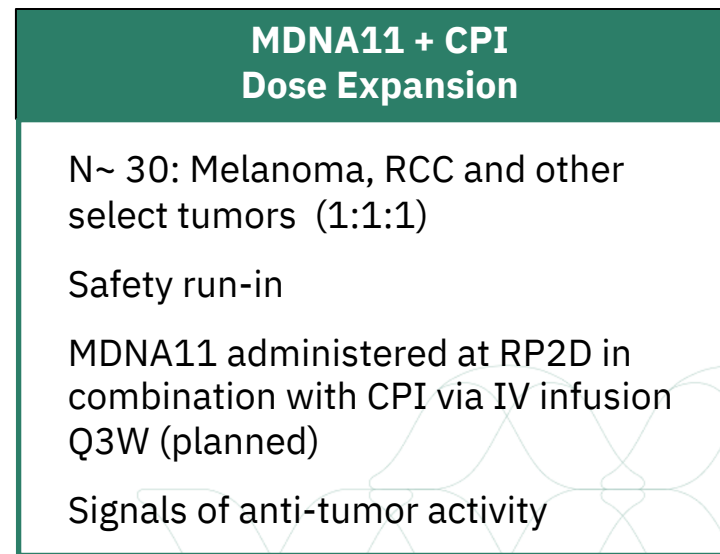 MDNA11 + CPI
Dose Expansion
N~ 30: Melanoma, RCC and other
select tumors (1:1:1)
Safety run-in
MDNA11 administered at RP2D in
combination with CPI via IV infusion
Q3W (planned)
Signals of anti-tumor activity